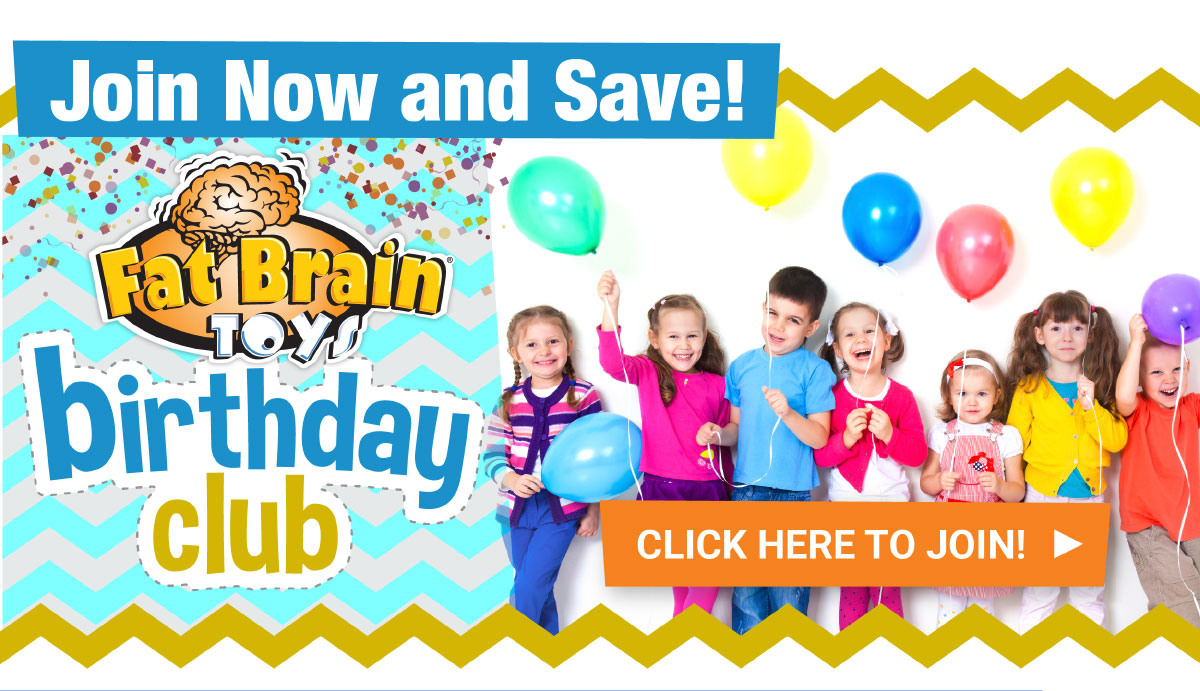 Join Now and Save!
Fat Brain®
TOYS
birthday
club
CLICK HERE TO JOIN!